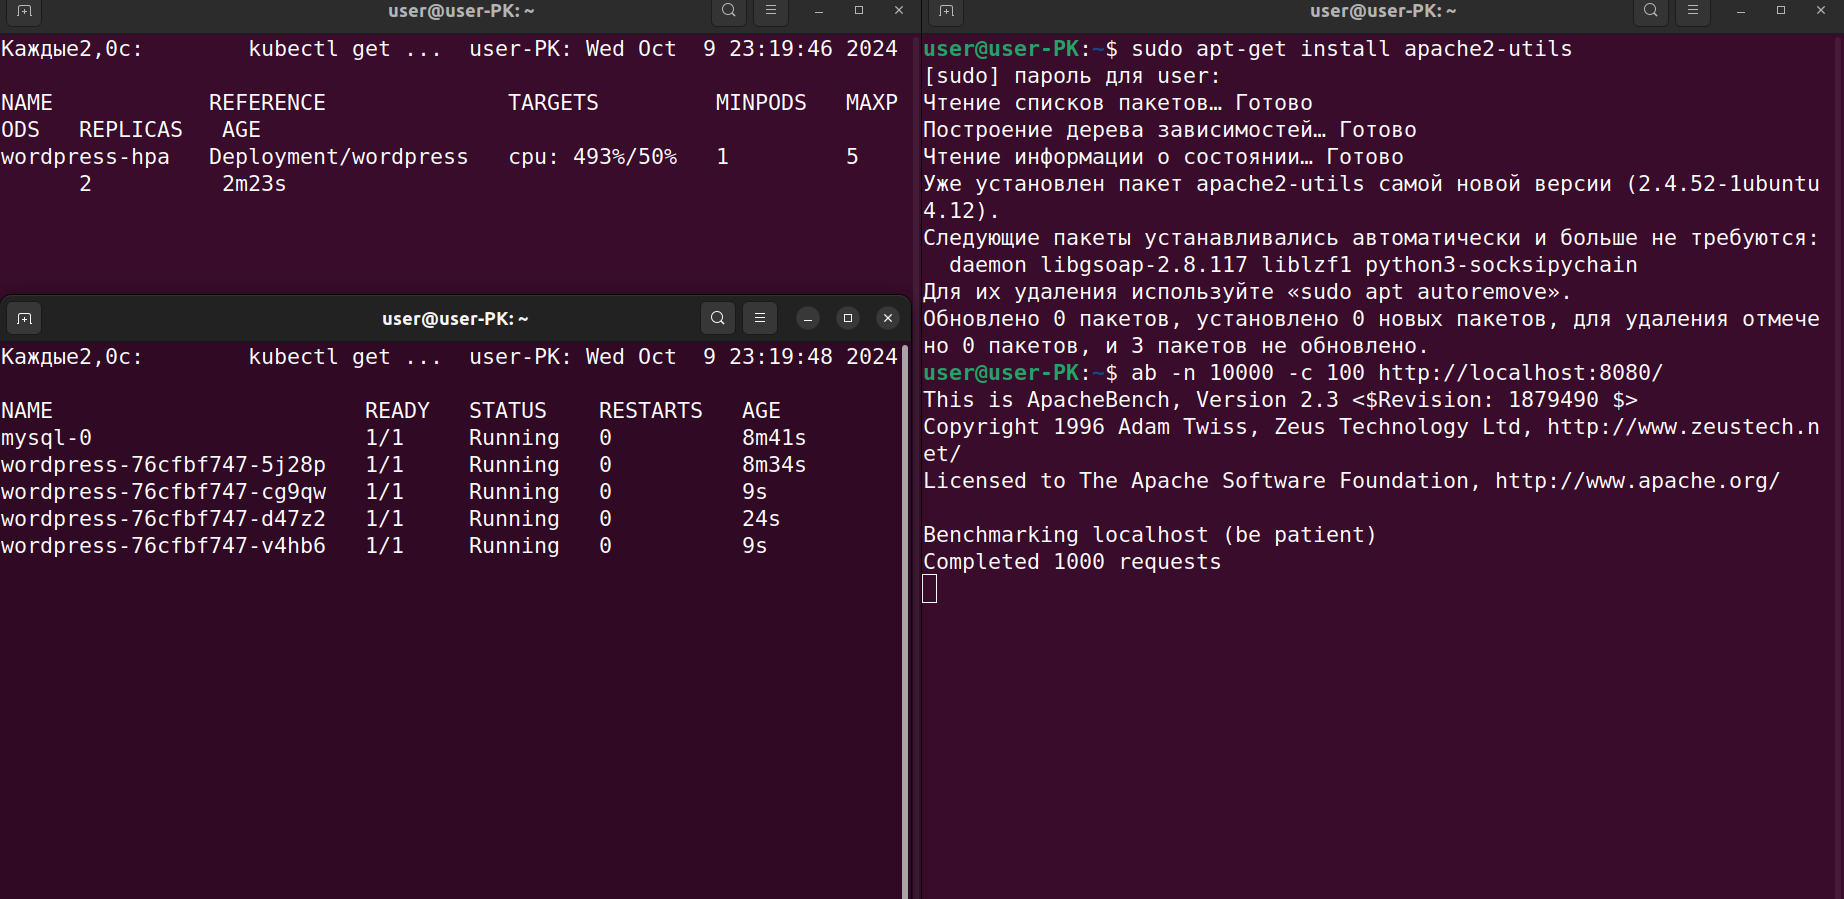 user@user-PK: ~
Каждые2,0с:        kubectl get ...  user-PK: Wed Oct  9 23:19:46 2024
NAME            REFERENCE              TARGETS         MINPODS   MAXP
ODS   REPLICAS   AGE
wordpress-hpa   Deployment/wordpress   cpu: 493%/50%   1         5
      2          2m23s
user@user-PK: ~
Каждые2,0с:        kubectl get ...  user-PK: Wed Oct  9 23:19:48 2024
NAME                        READY   STATUS    RESTARTS   AGE
mysql-0                     1/1     Running   0          8m41s
wordpress-76cfbf747-5j28p   1/1     Running   0          8m34s
wordpress-76cfbf747-cg9qw   1/1     Running   0          9s
wordpress-76cfbf747-d47z2   1/1     Running   0          24s
wordpress-76cfbf747-v4hb6   1/1     Running   0          9s
user@user-PK: ~
user@user-PK:~$ sudo apt-get install apache2-utils
[sudo] пароль для user:
Чтение списков пакетов… Готово
Построение дерева зависимостей… Готово
Чтение информации о состоянии… Готово
Уже установлен пакет apache2-utils самой новой версии (2.4.52-1ubuntu
4.12).
Следующие пакеты устанавливались автоматически и больше не требуются:
  daemon libgsoap-2.8.117 liblzf1 python3-socksipychain
Для их удаления используйте «sudo apt autoremove».
Обновлено 0 пакетов, установлено 0 новых пакетов, для удаления отмече
но 0 пакетов, и 3 пакетов не обновлено.
user@user-PK:~$ ab -n 10000 -c 100 http://localhost:8080/
This is ApacheBench, Version 2.3 <$Revision: 1879490 $>
Copyright 1996 Adam Twiss, Zeus Technology Ltd, http://www.zeustech.n
et/
Licensed to The Apache Software Foundation, http://www.apache.org/
Benchmarking localhost (be patient)
Completed 1000 requests